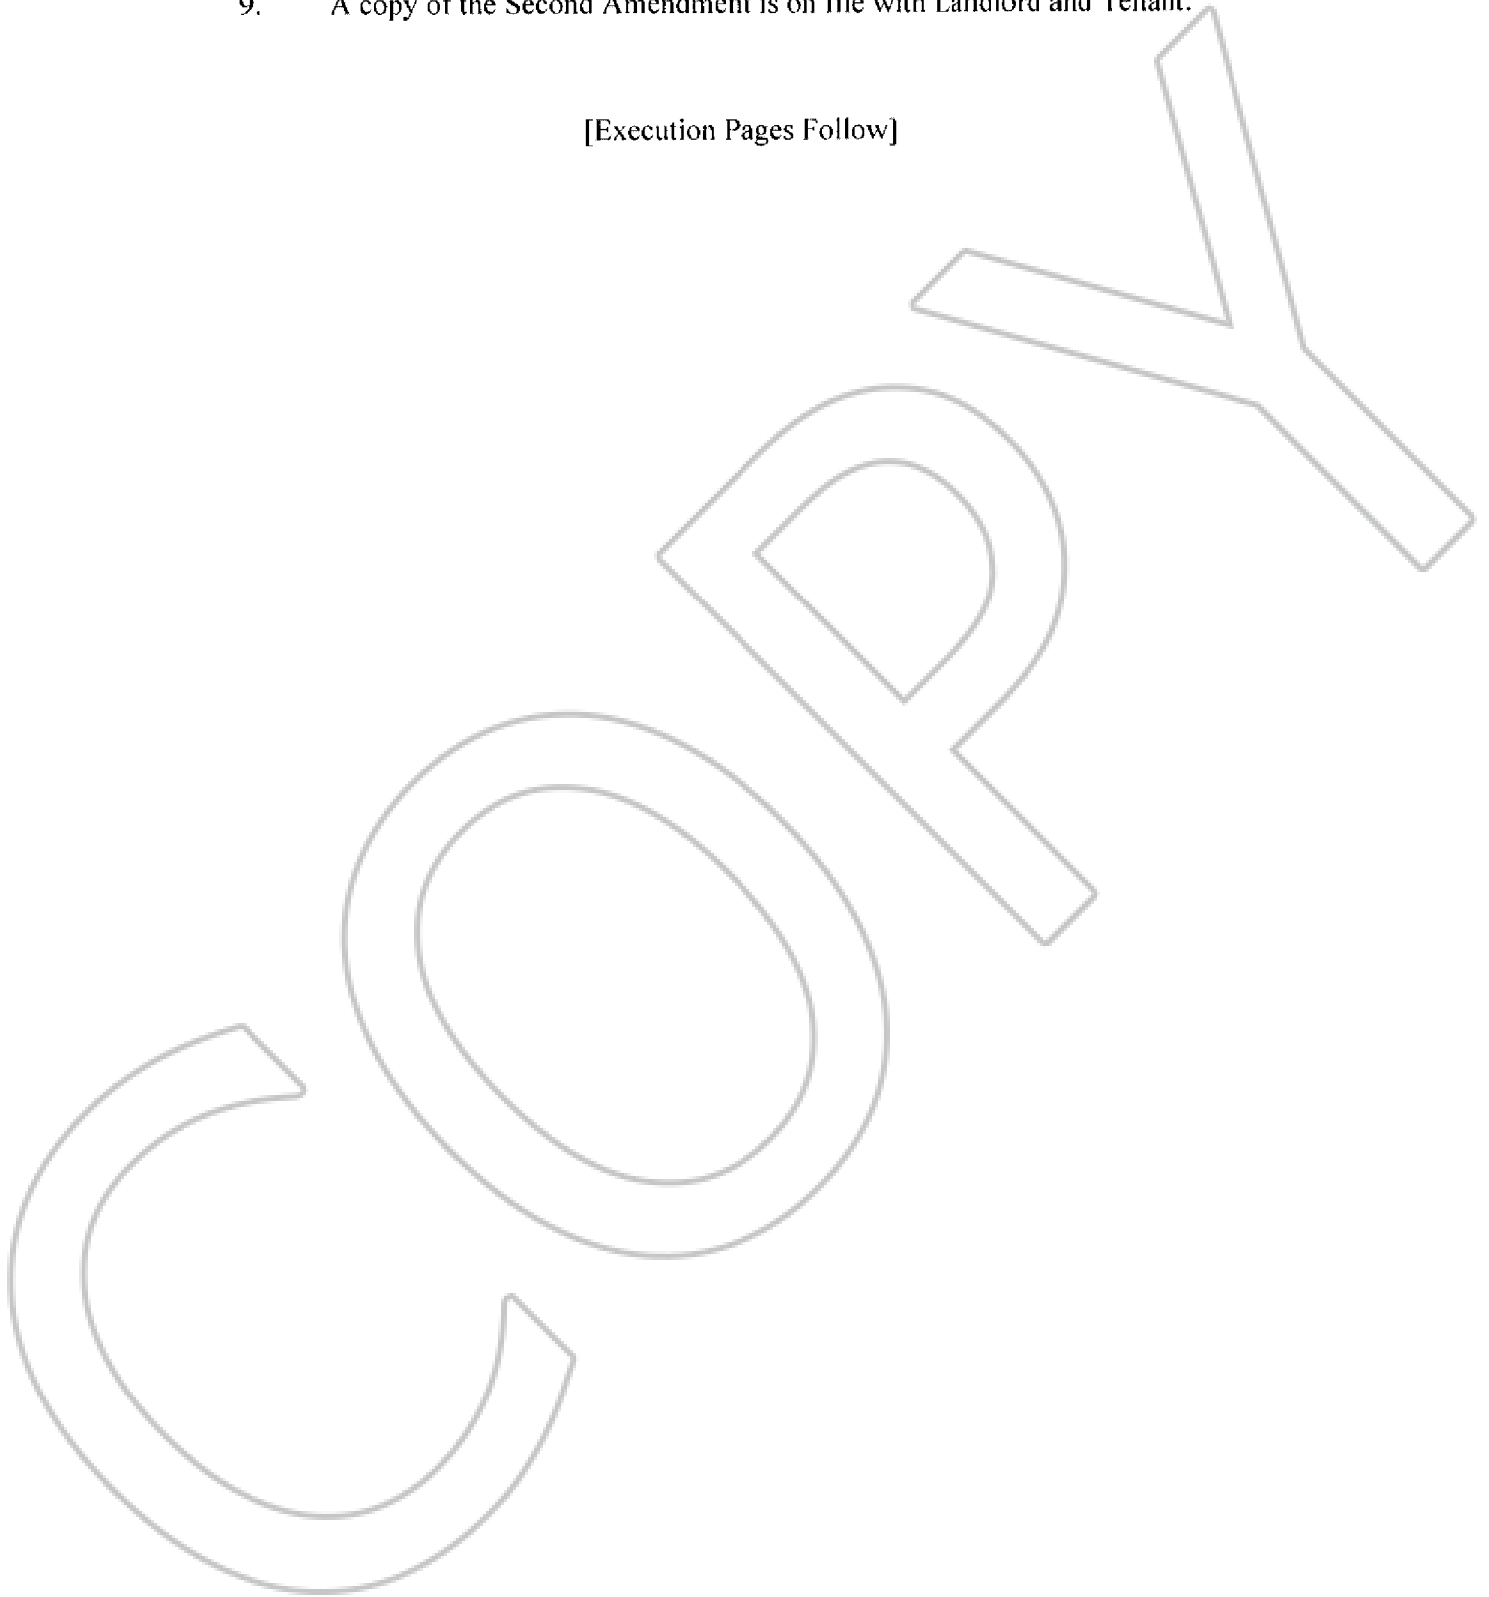 9. A copy of the Second Amendment is on file with Landlord and Tenant.
[Execution Pages Follow]
COPY